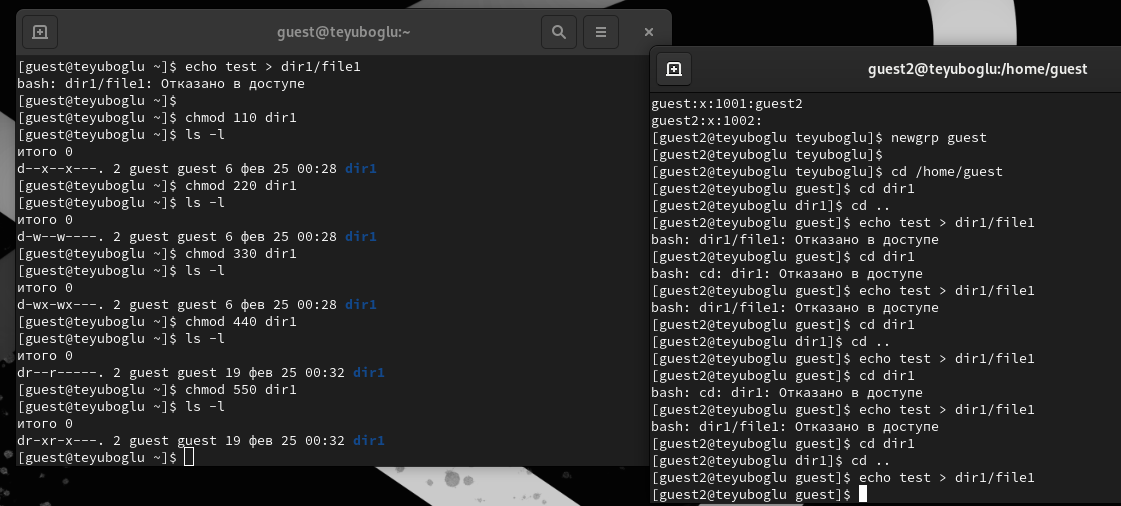 guest@teyuboglu:~
[guest@teyuboglu ~]$ echo test > dir1/file1
bash: dir1/file1: Отказано в доступе
[guest@teyuboglu ~]$
[guest@teyuboglu ~]$ chmod 110 dir1
[guest@teyuboglu ~]$ ls -l
итого 0
d--x--x---. 2 guest guest 6 фев 25 00:28 dir1
[guest@teyuboglu ~]$ chmod 220 dir1
[guest@teyuboglu ~]$ ls -l
итого 0
d-w--w----. 2 guest guest 6 фев 25 00:28 dir1
[guest@teyuboglu ~]$ chmod 330 dir1
[guest@teyuboglu ~]$ ls -l
итого 0
d-wx-wx---. 2 guest guest 6 фев 25 00:28 dir1
[guest@teyuboglu ~]$ chmod 440 dir1
[guest@teyuboglu ~]$ ls -l
итого 0
dr--r-----. 2 guest guest 19 фев 25 00:32 dir1
[guest@teyuboglu ~]$ chmod 550 dir1
[guest@teyuboglu ~]$ ls -l
итого 0
dr-xr-x---. 2 guest guest 19 фев 25 00:32 dir1
[guest@teyuboglu ~]$
guest2@teyuboglu:/home/guest
guest:x:1001:guest2
guest2:x:1002:
[guest2@teyuboglu teyuboglu]$ newgrp guest
[guest2@teyuboglu teyuboglu]$
[guest2@teyuboglu teyuboglu]$ cd /home/guest
[guest2@teyuboglu guest]$ cd dir1
[guest2@teyuboglu dir1]$ cd ..
[guest2@teyuboglu guest]$ echo test > dir1/file1
bash: dir1/file1: Отказано в доступе
[guest2@teyuboglu guest]$ cd dir1
bash: cd: dir1: Отказано в доступе
[guest2@teyuboglu guest]$ echo test > dir1/file1
bash: dir1/file1: Отказано в доступе
[guest2@teyuboglu guest]$ cd dir1
[guest2@teyuboglu dir1]$ cd ..
[guest2@teyuboglu guest]$ echo test > dir1/file1
[guest2@teyuboglu guest]$ cd dir1
bash: cd: dir1: Отказано в доступе
[guest2@teyuboglu guest]$ echo test > dir1/file1
bash: dir1/file1: Отказано в доступе
[guest2@teyuboglu guest]$ cd dir1
[guest2@teyuboglu dir1]$ cd ..
[guest2@teyuboglu guest]$ echo test > dir1/file1
[guest2@teyuboglu guest]$